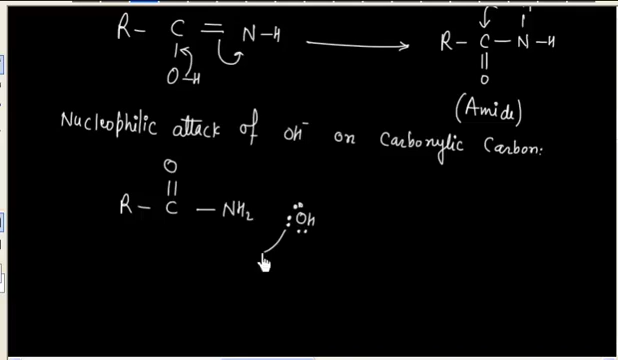 R – C = N – H → R – C – N – H
O – H
O
(Amide)
Nucleophilic attack of OH⁻ on Carbonylic Carbon:
O
R – C – NH₂ :Oh